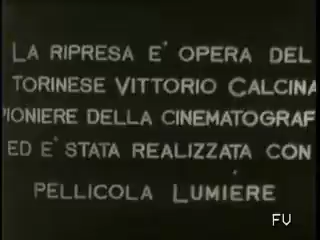 LA RIPRESA E' OPERA DEL
TORINESE VITTORIO CALCINA
PIONIERE DELLA CINEMATOGRAF
ED E' STATA REALIZZATA CON
PELLICOLA LUMIERE
FV